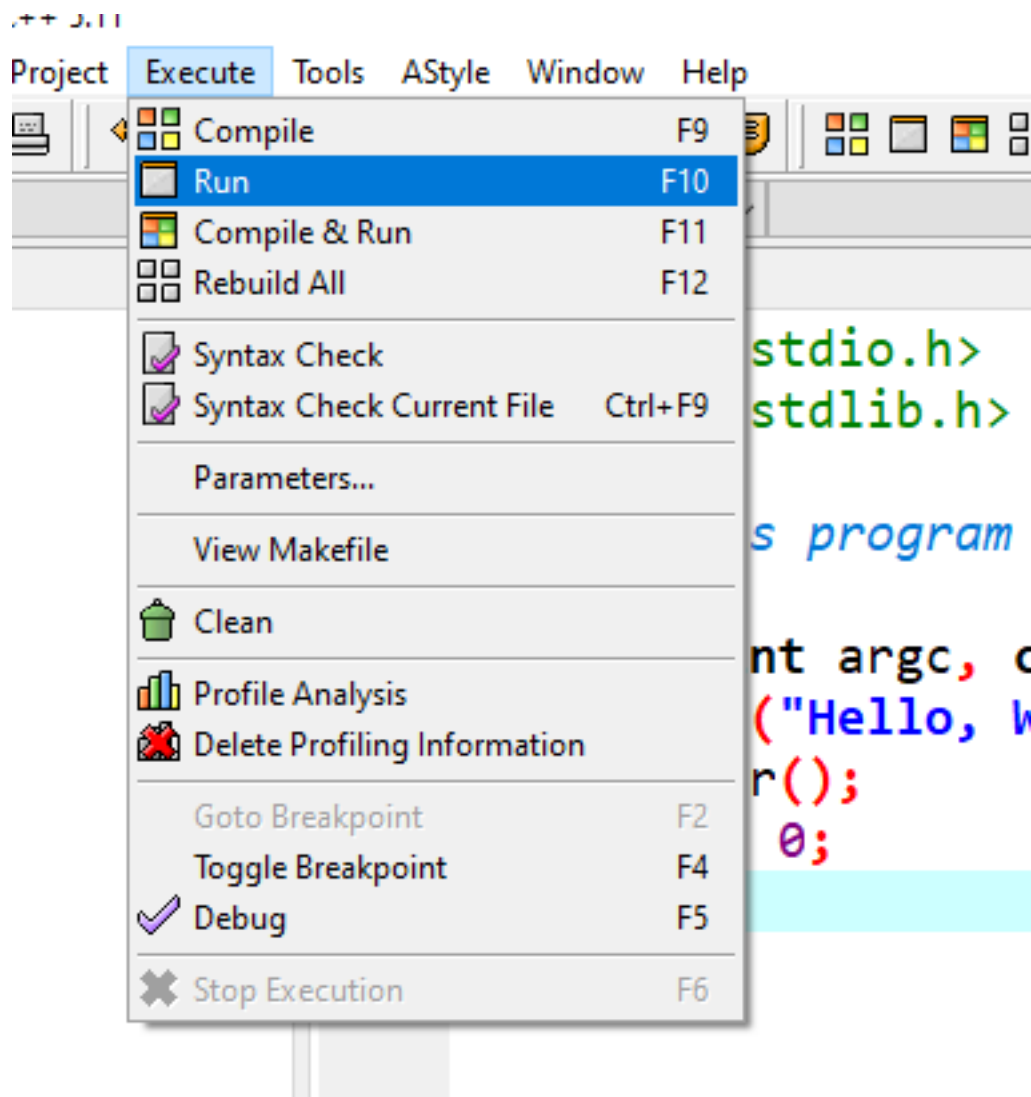 C++ 5.11
Project Execute Tools AStyle Window Help
Compile F9
Run F10
Compile & Run F11
Rebuild All F12
Syntax Check
Syntax Check Current File Ctrl+F9
Parameters...
View Makefile
Clean
Profile Analysis
Delete Profiling Information
Goto Breakpoint F2
Toggle Breakpoint F4
Debug F5
Stop Execution F6
stdio.h>
stdlib.h>
s program
nt argc, c
("Hello, W
r();
0;